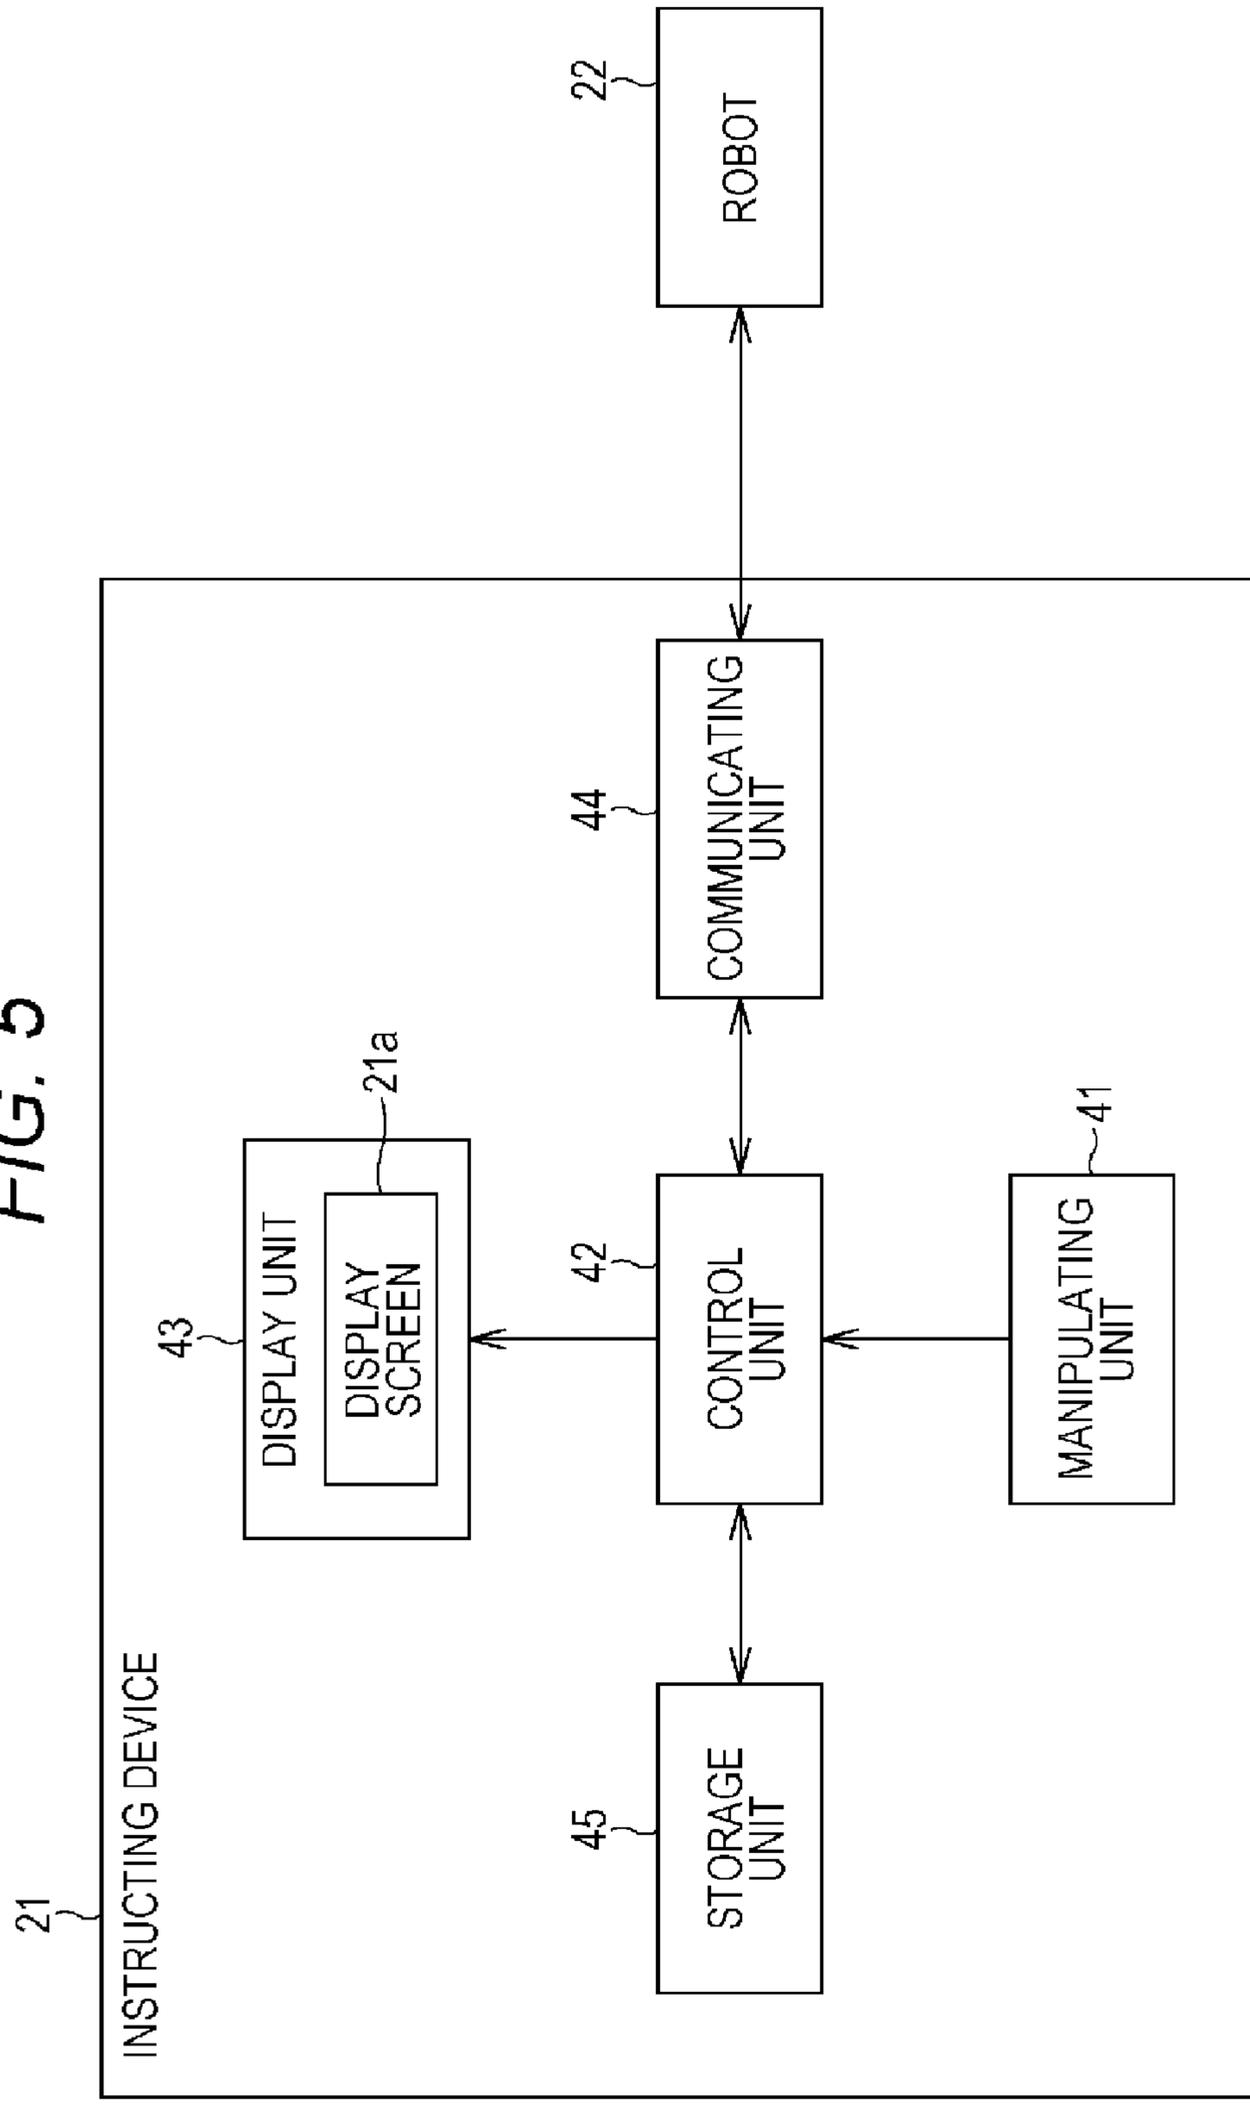 FIG. 5
21
INSTRUCTING DEVICE
43
DISPLAY UNIT
21a
DISPLAY
SCREEN
45
STORAGE
UNIT
42
CONTROL
UNIT
44
COMMUNICATING
UNIT
22
ROBOT
41
MANIPULATING
UNIT